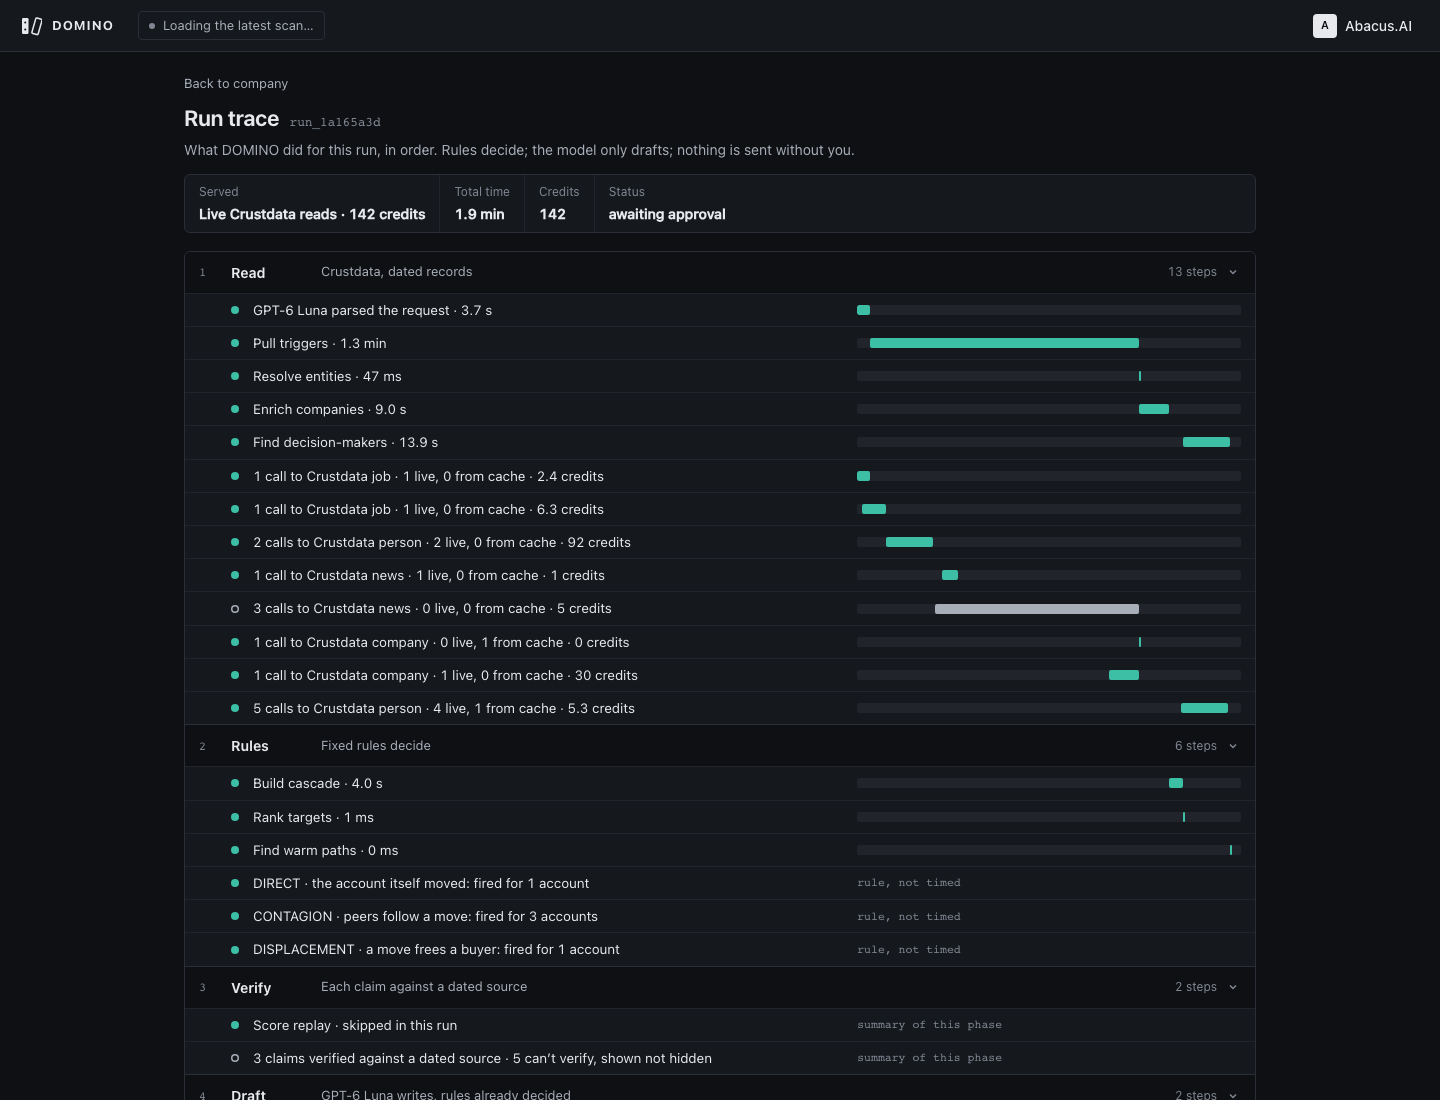 DOMINO
Loading the latest scan...
A
Abacus.AI
Back to company
Run trace run_1a165a3d
What DOMINO did for this run, in order. Rules decide; the model only drafts; nothing is sent without you.
Served
Total time
Credits
Status
Live Crustdata reads · 142 credits
1.9 min
142
awaiting approval
1 Read Crustdata, dated records 13 steps
GPT-6 Luna parsed the request · 3.7 s
Pull triggers · 1.3 min
Resolve entities · 47 ms
Enrich companies · 9.0 s
Find decision-makers · 13.9 s
1 call to Crustdata job · 1 live, 0 from cache · 2.4 credits
1 call to Crustdata job · 1 live, 0 from cache · 6.3 credits
2 calls to Crustdata person · 2 live, 0 from cache · 92 credits
1 call to Crustdata news · 1 live, 0 from cache · 1 credits
3 calls to Crustdata news · 0 live, 0 from cache · 5 credits
1 call to Crustdata company · 0 live, 1 from cache · 0 credits
1 call to Crustdata company · 1 live, 0 from cache · 30 credits
5 calls to Crustdata person · 4 live, 1 from cache · 5.3 credits
2 Rules Fixed rules decide 6 steps
Build cascade · 4.0 s
Rank targets · 1 ms
Find warm paths · 0 ms
DIRECT · the account itself moved: fired for 1 account rule, not timed
CONTAGION · peers follow a move: fired for 3 accounts rule, not timed
DISPLACEMENT · a move frees a buyer: fired for 1 account rule, not timed
3 Verify Each claim against a dated source 2 steps
Score replay · skipped in this run summary of this phase
3 claims verified against a dated source · 5 can't verify, shown not hidden summary of this phase
4 Draft GPT-6 Luna writes, rules already decided 2 steps